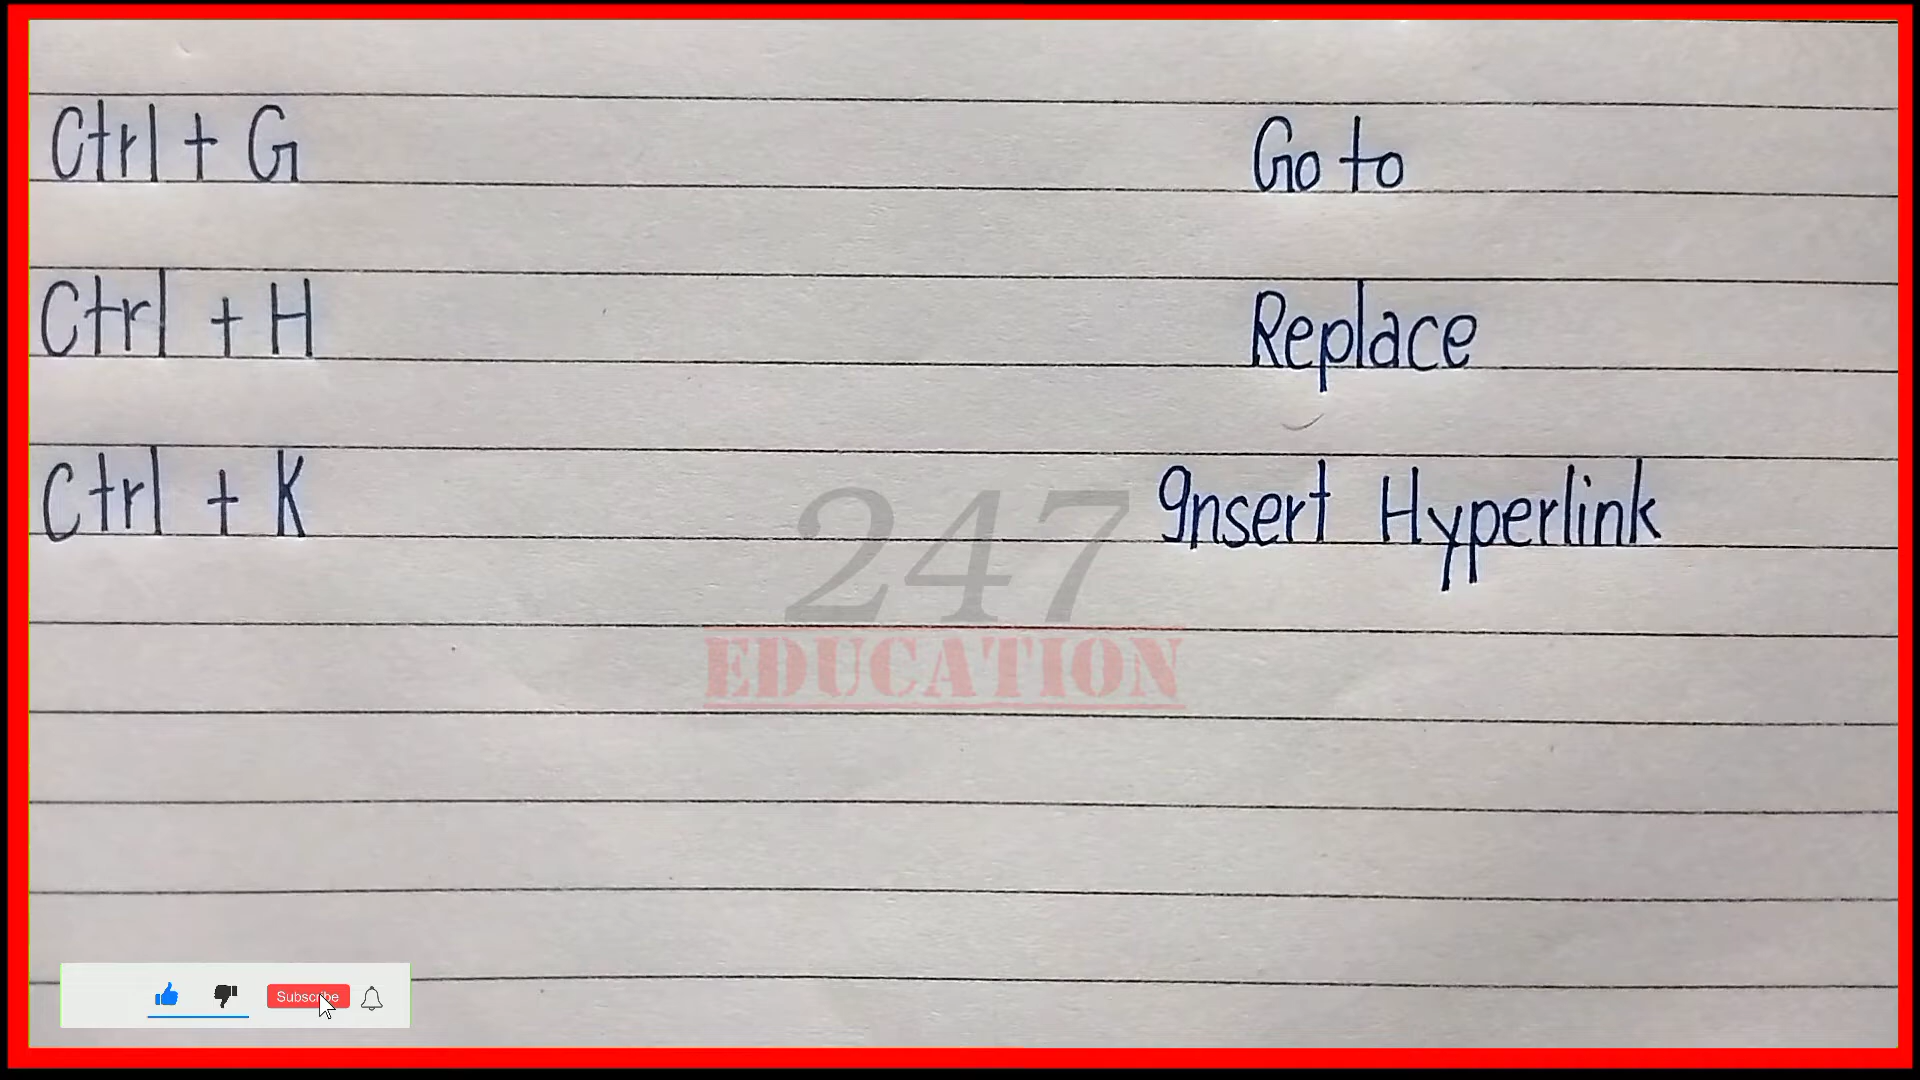 Ctrl + G Go to
Ctrl + H Replace
Ctrl + K Insert Hyperlink
247
EDUCATION
Subscribe